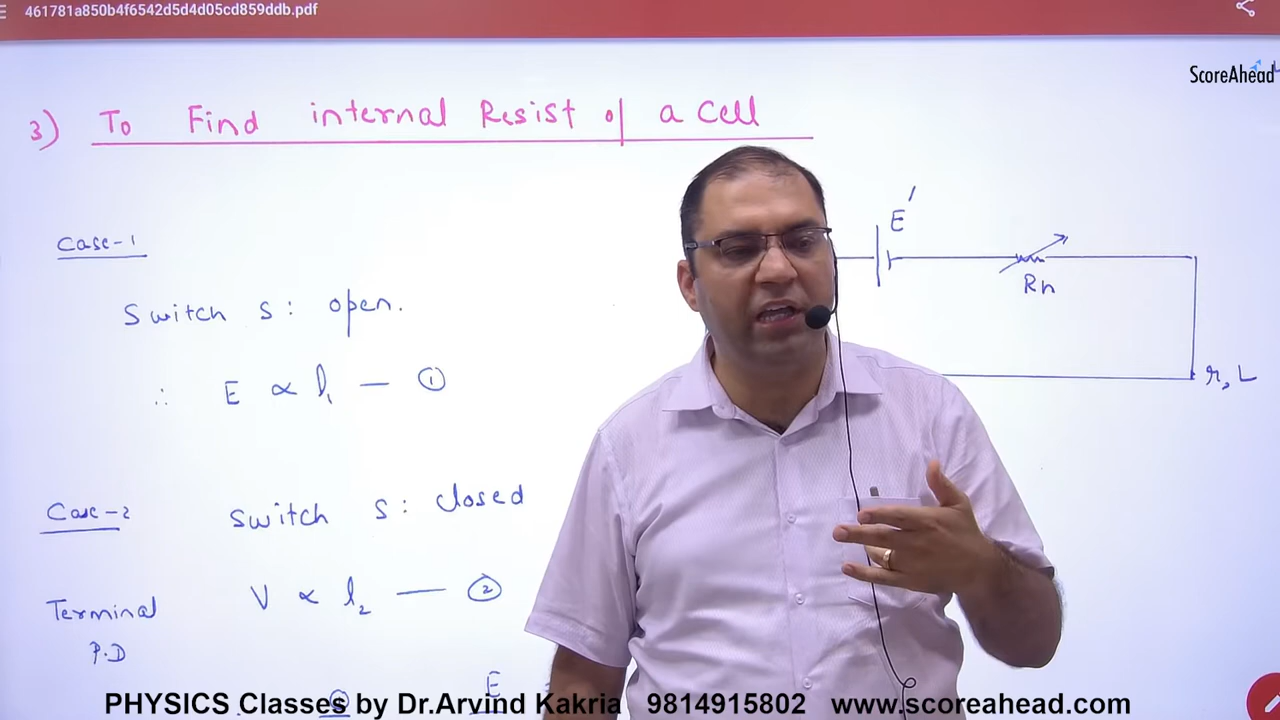 461781a850b4f6542d5d4d05cd859ddb.pdf
ScoreAhead
3) To Find internal Resist of a Cell
Case-1
E'
Rh
Switch S: open.
∴ E ∝ l₁ — ①
r, L
Case-2 Switch S: closed
V ∝ l₂ — ②
Terminal
P.D
E
PHYSICS Classes by Dr.Arvind Kakria 9814915802 www.scoreahead.com